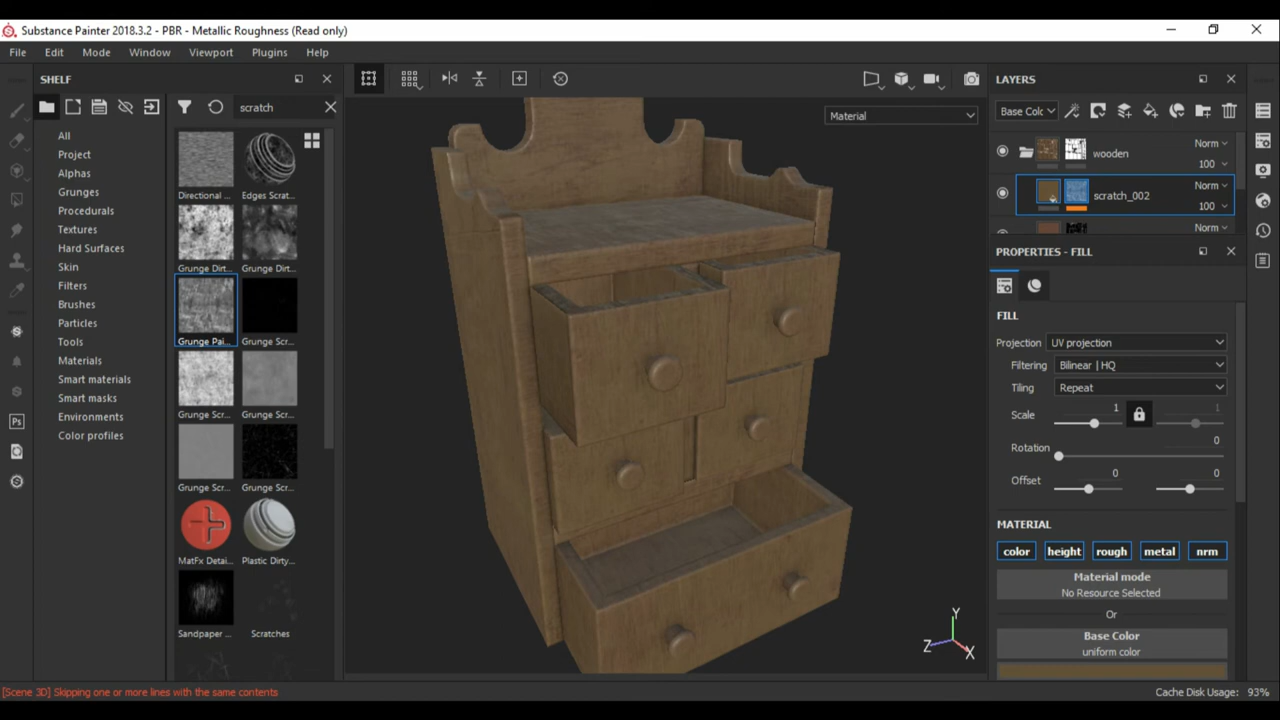 Substance Painter 2018.3.2 - PBR - Metallic Roughness (Read only)
File Edit Mode Window Viewport Plugins Help
SHELF
scratch
All
Project
Alphas
Grunges
Procedurals
Textures
Hard Surfaces
Skin
Filters
Brushes
Particles
Tools
Materials
Smart materials
Smart masks
Environments
Color profiles
Directional ...
Edges Scrat...
Grunge Dirt...
Grunge Dirt...
Grunge Pai...
Grunge Scr...
Grunge Scr...
Grunge Scr...
Grunge Scr...
Grunge Scr...
MatFx Detai...
Plastic Dirty...
Sandpaper ...
Scratches
Material
Y
Z
X
LAYERS
Base Col
wooden
Norm
100
scratch_002
Norm
100
Norm
PROPERTIES - FILL
FILL
Projection UV projection
Filtering Bilinear | HQ
Tiling Repeat
Scale 1 1
Rotation 0
Offset 0 0
MATERIAL
color height rough metal nrm
Material mode
No Resource Selected
Or
Base Color
uniform color
Ps
[Scene 3D] Skipping one or more lines with the same contents
Cache Disk Usage: 93%